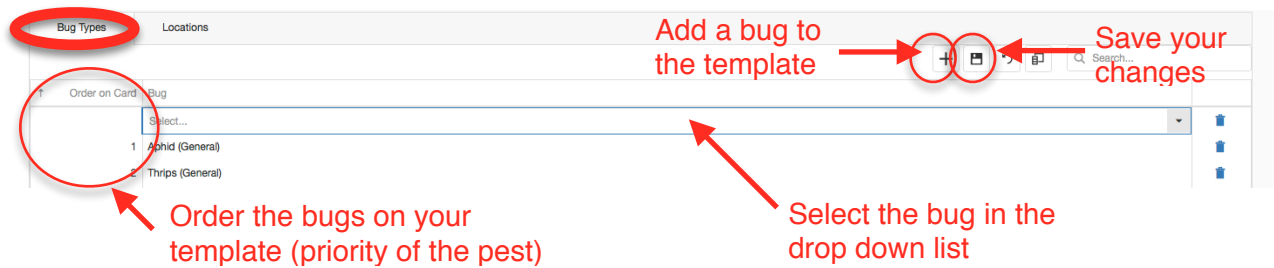 Bug Types Locations
Add a bug to
the template
Save your
changes
Search...
↑ Order on Card Bug
Select...
1 Aphid (General)
2 Thrips (General)
Order the bugs on your
template (priority of the pest)
Select the bug in the
drop down list